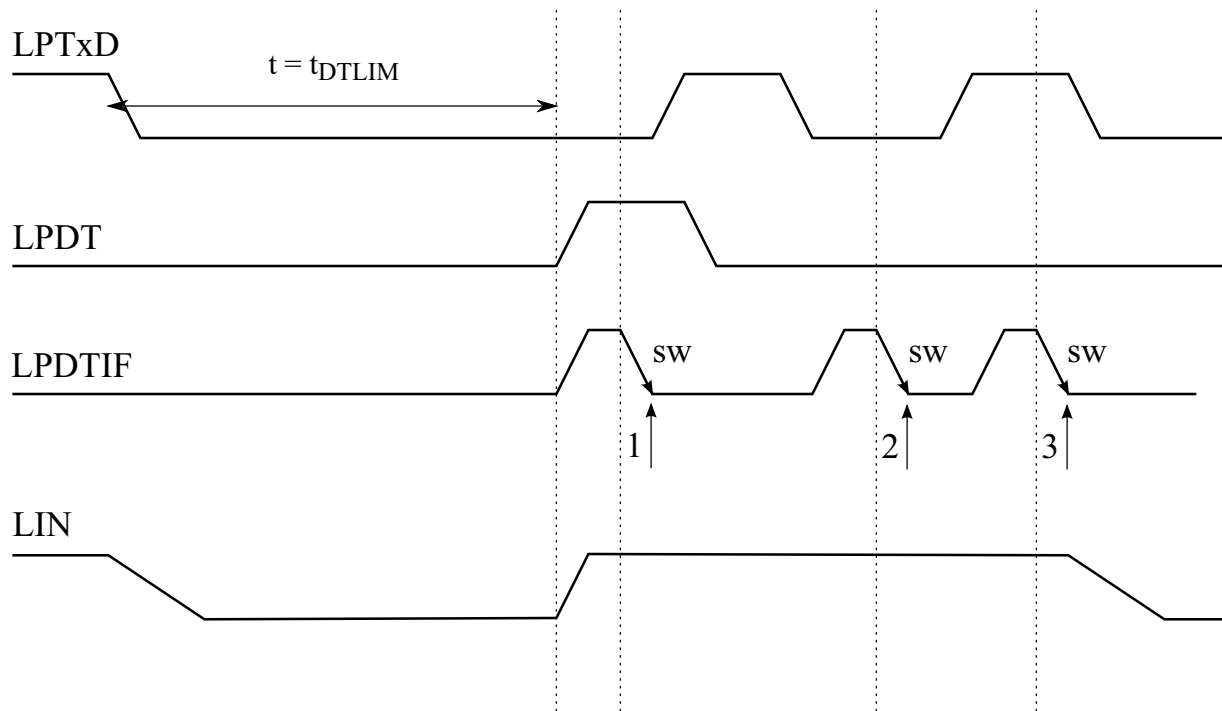 LPTxD
t = tDTLIM
LPDT
LPDTIF
sw
sw
sw
1
2
3
LIN